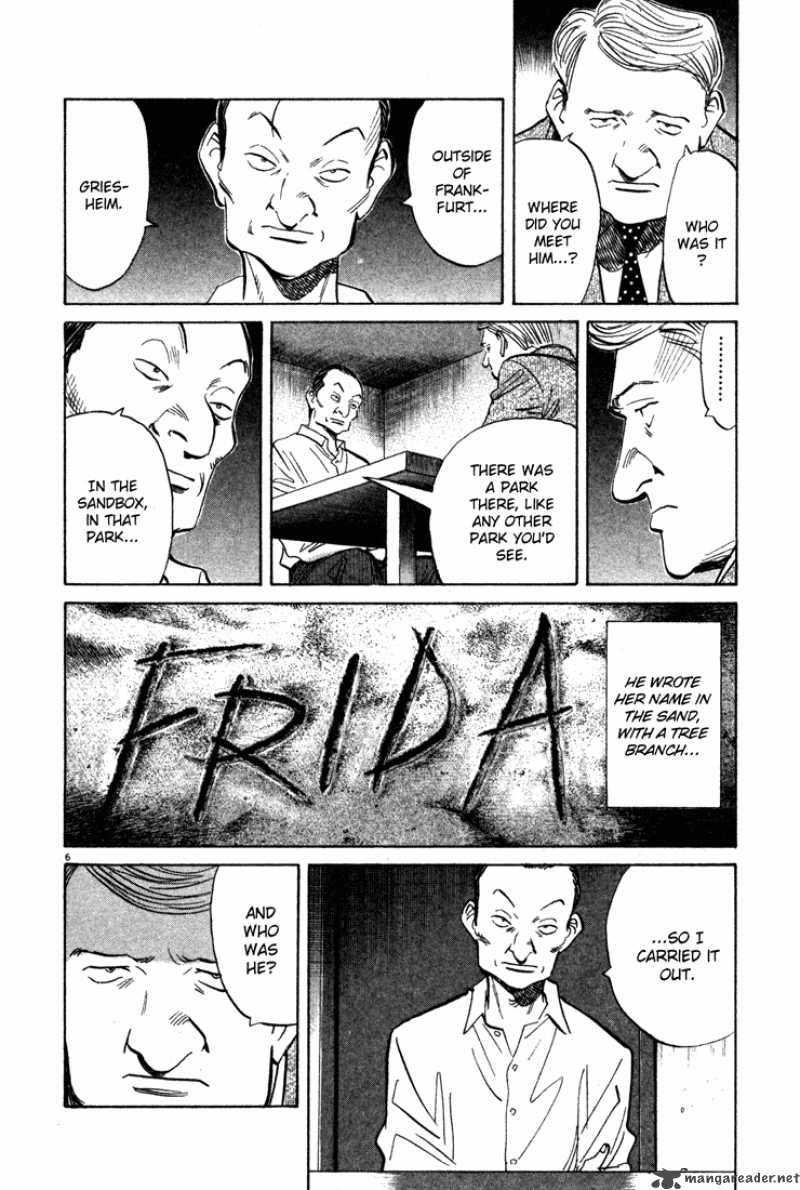 WHO
WAS IT
?
WHERE
DID YOU
MEET
HIM...?
OUTSIDE
OF
FRANK-
FURT...
GRIES-
HEIM.
.........
THERE WAS
A PARK
THERE, LIKE
ANY OTHER
PARK YOU'D
SEE.
IN THE
SANDBOX,
IN THAT
PARK...
HE WROTE
HER NAME IN
THE SAND,
WITH A TREE
BRANCH...
FRIDA
6
...SO I
CARRIED IT
OUT.
AND
WHO
WAS
HE?
mangareader.net